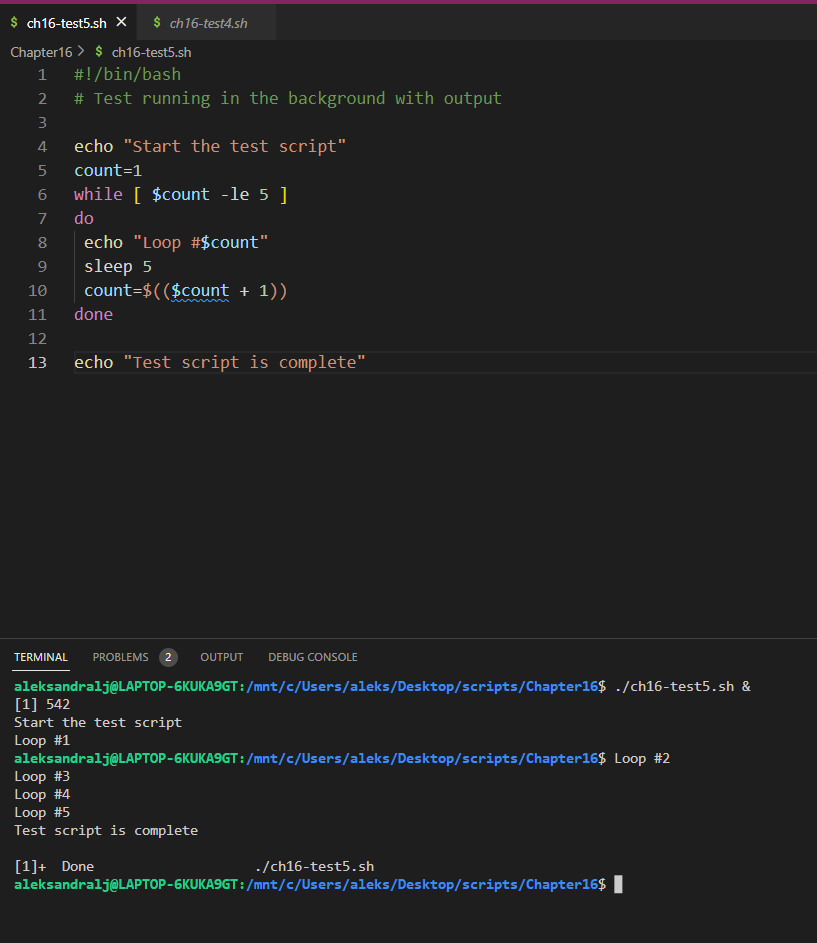 $ ch16-test5.sh × $ ch16-test4.sh
Chapter16 > $ ch16-test5.sh
1 #!/bin/bash
2 # Test running in the background with output
3
4 echo "Start the test script"
5 count=1
6 while [ $count -le 5 ]
7 do
8 echo "Loop #$count"
9 sleep 5
10 count=$(($count + 1))
11 done
12
13 echo "Test script is complete"
TERMINAL PROBLEMS 2 OUTPUT DEBUG CONSOLE
aleksandralj@LAPTOP-6KUKA9GT:/mnt/c/Users/aleks/Desktop/scripts/Chapter16$ ./ch16-test5.sh &
[1] 542
Start the test script
Loop #1
aleksandralj@LAPTOP-6KUKA9GT:/mnt/c/Users/aleks/Desktop/scripts/Chapter16$ Loop #2
Loop #3
Loop #4
Loop #5
Test script is complete
[1]+ Done ./ch16-test5.sh
aleksandralj@LAPTOP-6KUKA9GT:/mnt/c/Users/aleks/Desktop/scripts/Chapter16$